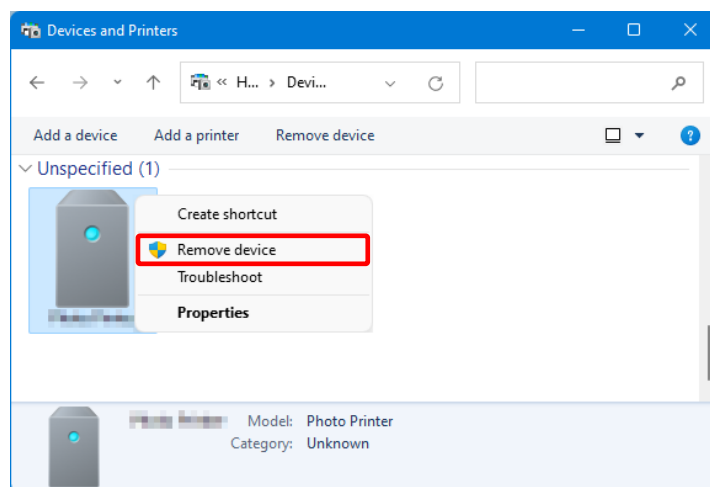 Devices and Printers
« H... › Devi...
Add a device Add a printer Remove device ?
Unspecified (1)
Create shortcut
Remove device
Troubleshoot
Properties
Model: Photo Printer
Category: Unknown